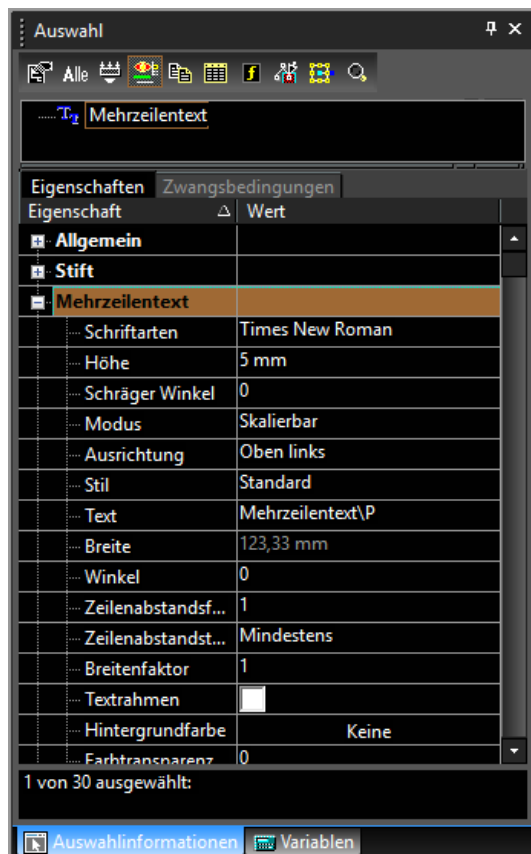 Auswahl
Alle
Mehrzeilentext
Eigenschaften Zwangsbedingungen
Eigenschaft Wert
Allgemein
Stift
Mehrzeilentext
Schriftarten Times New Roman
Höhe 5 mm
Schräger Winkel 0
Modus Skalierbar
Ausrichtung Oben links
Stil Standard
Text Mehrzeilentext\P
Breite 123,33 mm
Winkel 0
Zeilenabstandsf... 1
Zeilenabstandst... Mindestens
Breitenfaktor 1
Textrahmen
Hintergrundfarbe Keine
Farbtransparenz 0
1 von 30 ausgewählt:
Auswahlinformationen Variablen